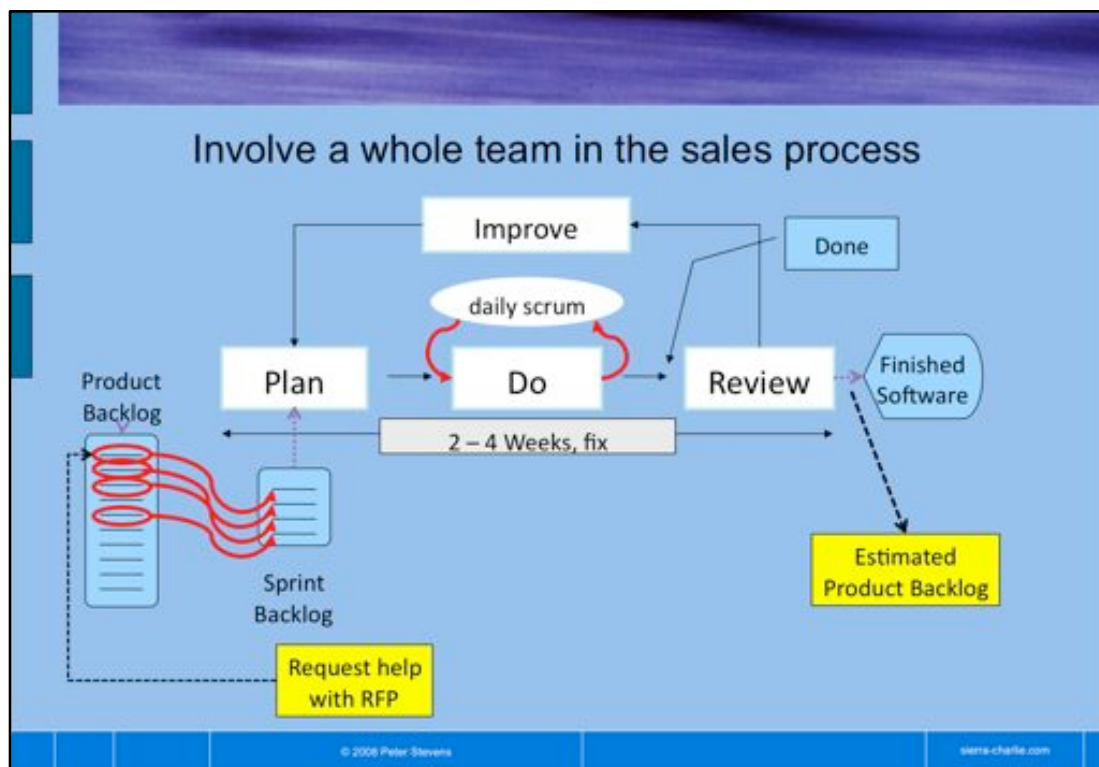 Involve a whole team in the sales process
Improve
Done
daily scrum
Plan
Do
Review
Finished
Software
Product
Backlog
2 – 4 Weeks, fix
Sprint
Backlog
Estimated
Product Backlog
Request help
with RFP
© 2008 Peter Stevens
sierra-charlie.com